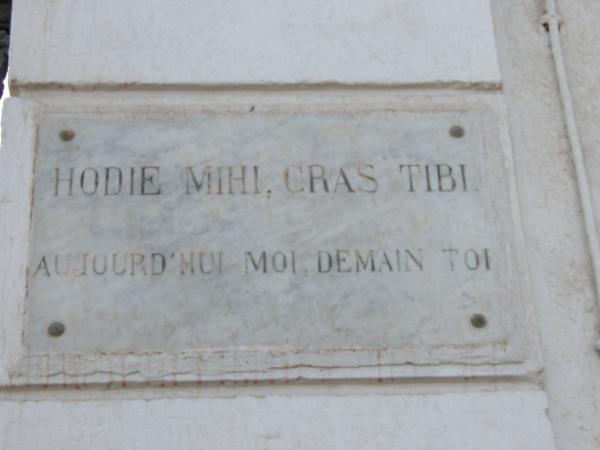 HODIE MIHI, CRAS TIBI.
AUJOURD'HUI MOI, DEMAIN TOI